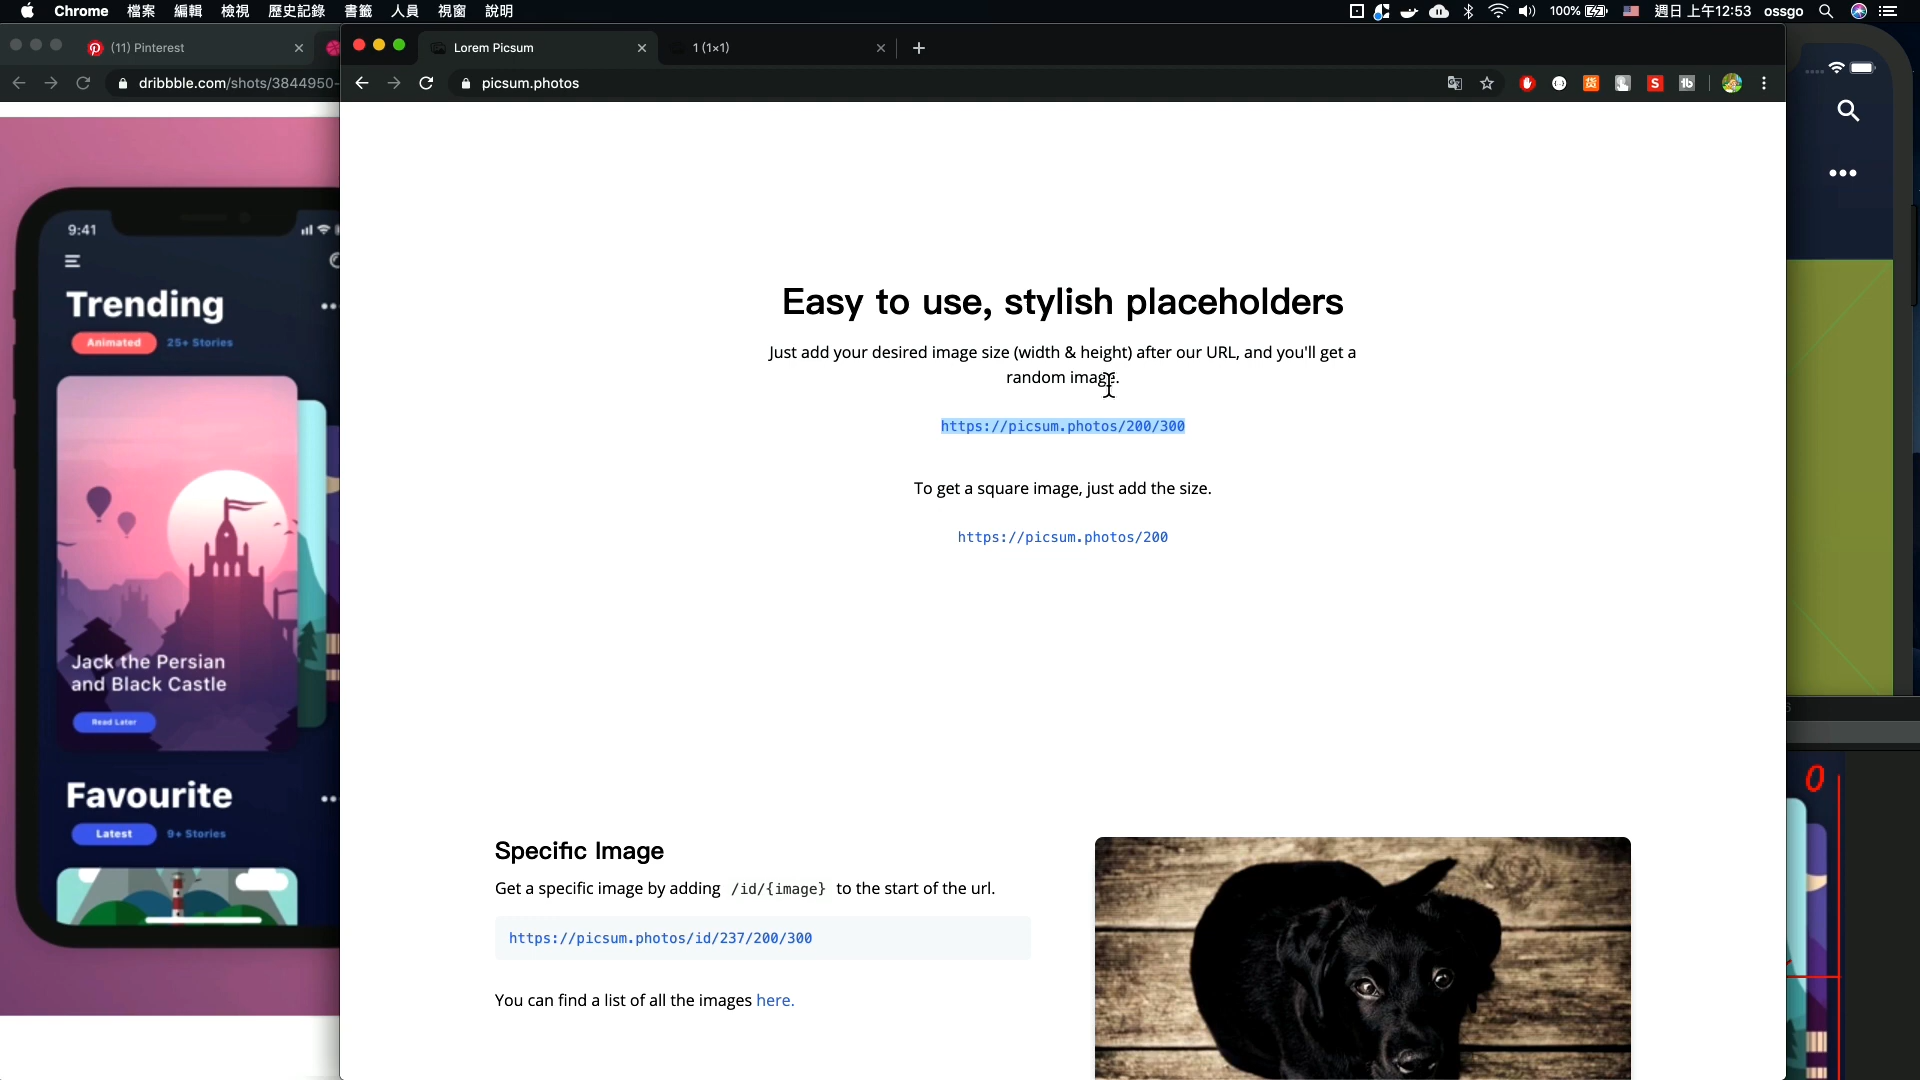 Chrome 檔案 編輯 檢視 歷史記錄 書籤 人員 視窗 說明
100% 週日 上午12:53 ossgo
(11) Pinterest
Lorem Picsum
1 (1×1)
dribbble.com/shots/3844950-
picsum.photos
9:41
Trending
Animated 25+ Stories
Jack the Persian
and Black Castle
Read Later
Favourite
Latest 9+ Stories
Easy to use, stylish placeholders
Just add your desired image size (width & height) after our URL, and you'll get a
random image.
https://picsum.photos/200/300
To get a square image, just add the size.
https://picsum.photos/200
Specific Image
Get a specific image by adding /id/{image} to the start of the url.
https://picsum.photos/id/237/200/300
You can find a list of all the images here.
0